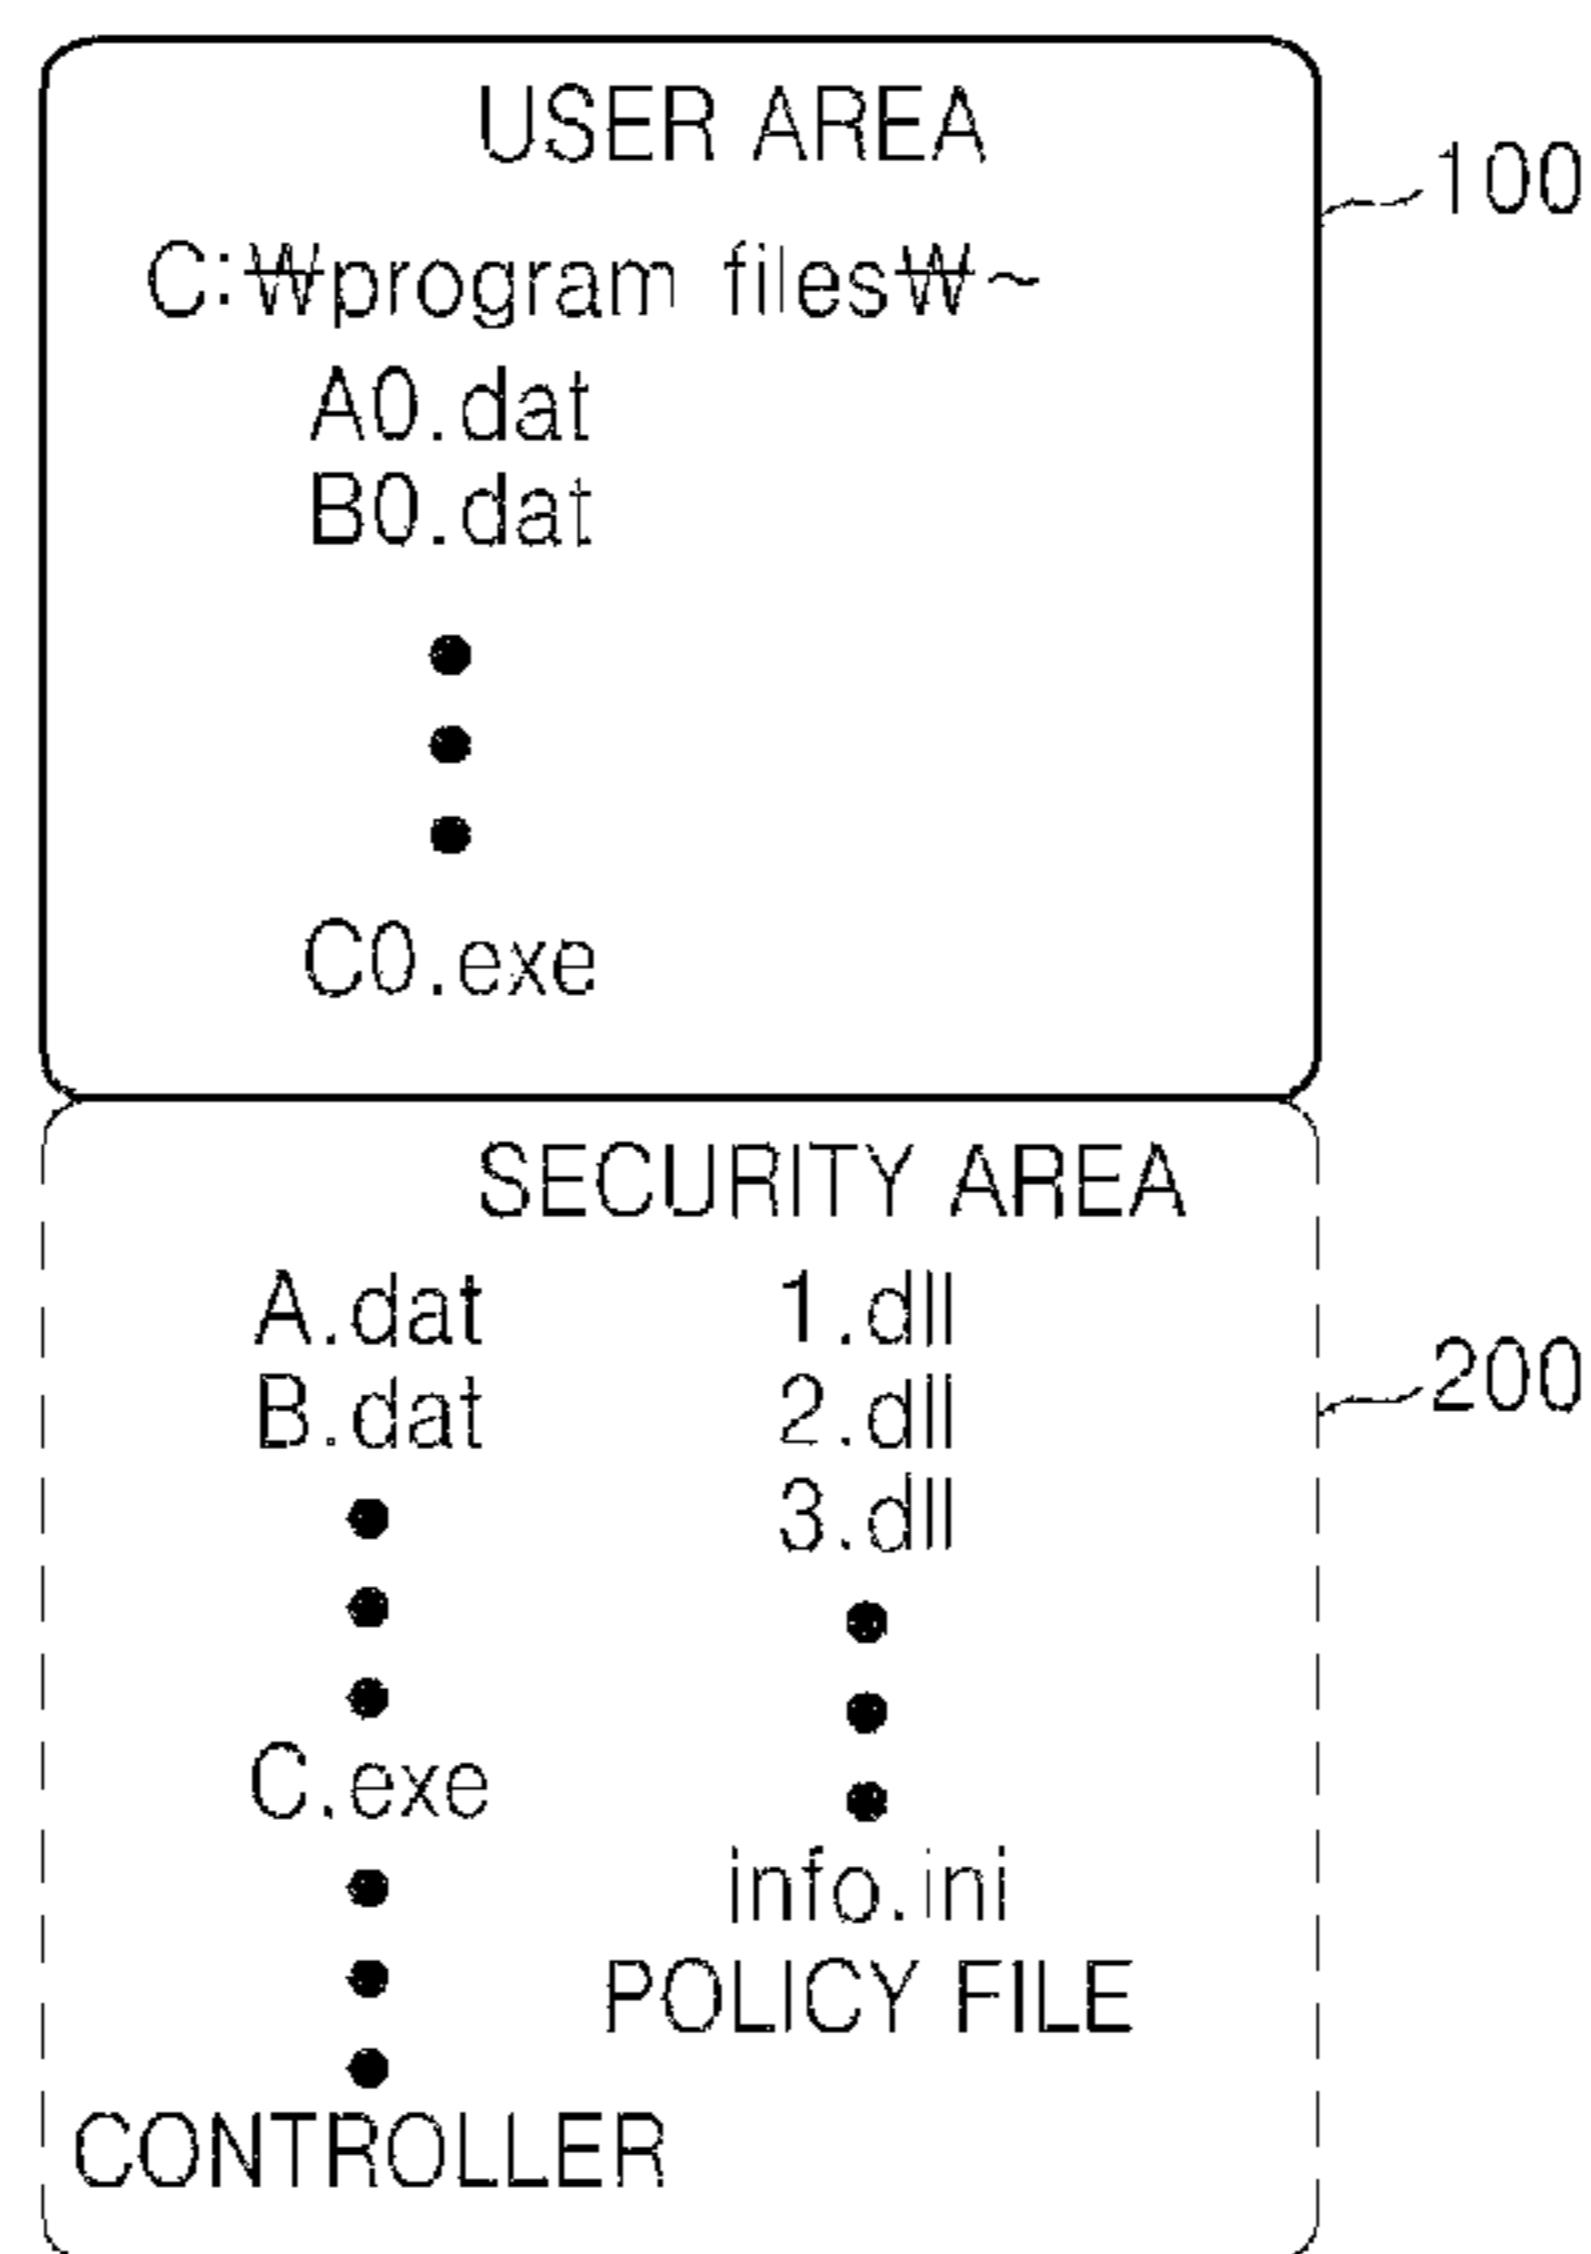 USER AREA
100
C:₩program files₩~
A0.dat
B0.dat
C0.exe
SECURITY AREA
A.dat 1.dll
B.dat 2.dll
200
3.dll
C.exe
info.ini
POLICY FILE
CONTROLLER